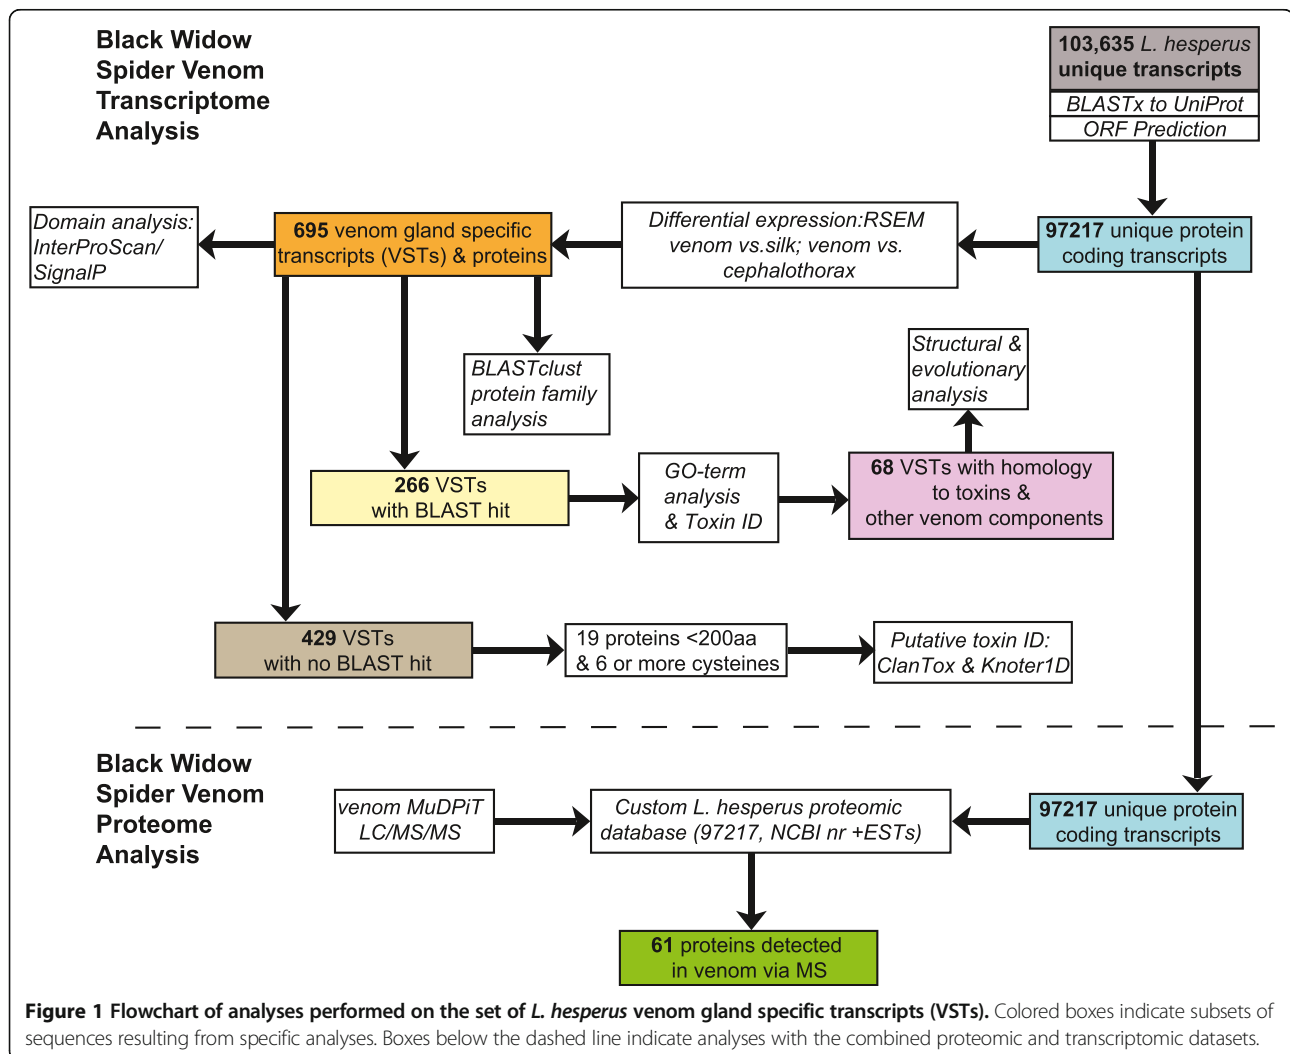 Black Widow
Spider Venom
Transcriptome
Analysis
103,635 L. hesperus
unique transcripts
BLASTx to UniProt
ORF Prediction
Domain analysis:
InterProScan/
SignalP
695 venom gland specific
transcripts (VSTs) & proteins
Differential expression:RSEM
venom vs.silk; venom vs.
cephalothorax
97217 unique protein
coding transcripts
BLASTclust
protein family
analysis
Structural &
evolutionary
analysis
266 VSTs
with BLAST hit
GO-term
analysis
& Toxin ID
68 VSTs with homology
to toxins &
other venom components
429 VSTs
with no BLAST hit
19 proteins <200aa
& 6 or more cysteines
Putative toxin ID:
ClanTox & Knoter1D
Black Widow
Spider Venom
Proteome
Analysis
venom MuDPiT
LC/MS/MS
Custom L. hesperus proteomic
database (97217, NCBI nr +ESTs)
97217 unique protein
coding transcripts
61 proteins detected
in venom via MS
Figure 1 Flowchart of analyses performed on the set of L. hesperus venom gland specific transcripts (VSTs). Colored boxes indicate subsets of
sequences resulting from specific analyses. Boxes below the dashed line indicate analyses with the combined proteomic and transcriptomic datasets.